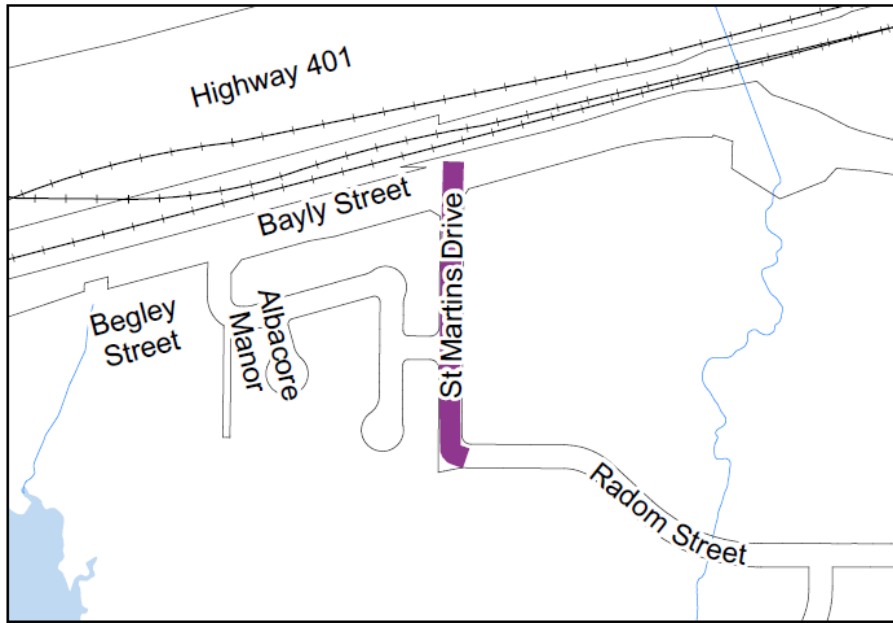 Highway 401
Bayly Street
St Martins Drive
Begley
Street
Albacore
Manor
Radom Street